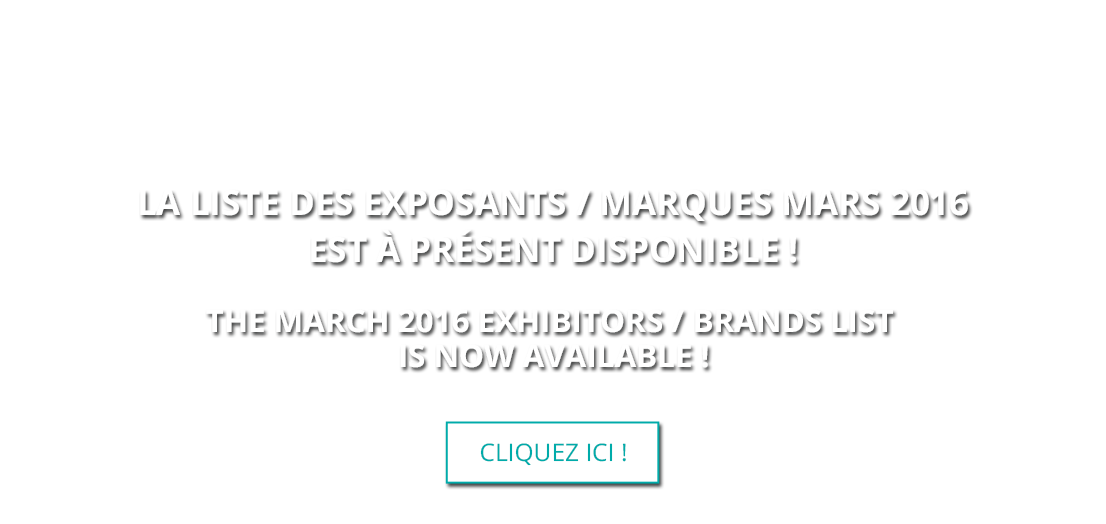 LA LISTE DES EXPOSANTS / MARQUES MARS 2016
EST À PRÉSENT DISPONIBLE !
THE MARCH 2016 EXHIBITORS / BRANDS LIST
IS NOW AVAILABLE !
CLIQUEZ ICI !